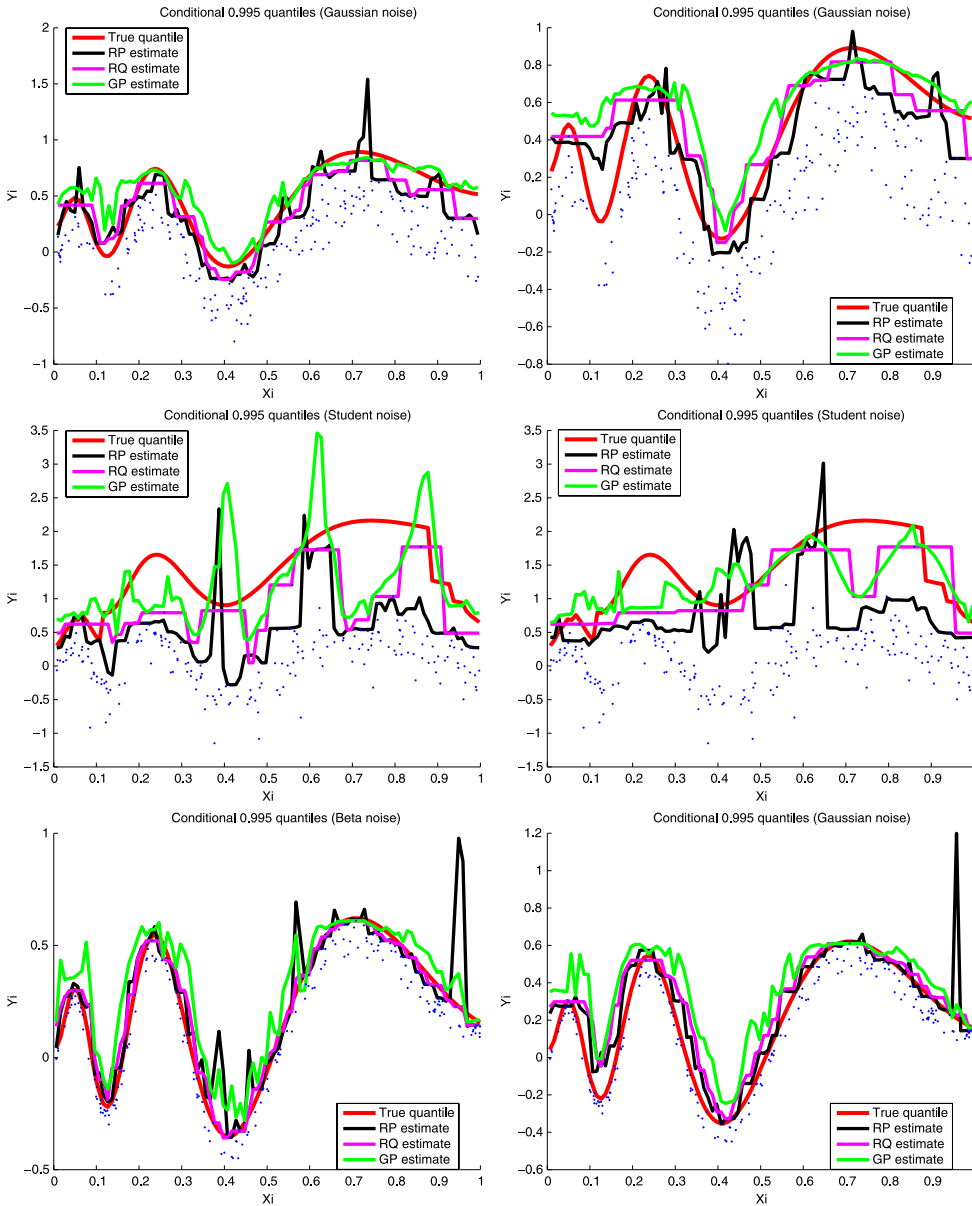 Conditional 0.995 quantiles (Gaussian noise)
True quantile
RP estimate
RQ estimate
GP estimate
Yi
2
1.5
1
0.5
0
−0.5
−1
0 0.1 0.2 0.3 0.4 0.5 0.6 0.7 0.8 0.9 1
Xi
Conditional 0.995 quantiles (Gaussian noise)
Yi
1
0.8
0.6
0.4
0.2
0
−0.2
−0.4
−0.6
−0.8
True quantile
RP estimate
RQ estimate
GP estimate
0 0.1 0.2 0.3 0.4 0.5 0.6 0.7 0.8 0.9
Xi
Conditional 0.995 quantiles (Student noise)
True quantile
RP estimate
RQ estimate
GP estimate
Yi
3.5
3
2.5
2
1.5
1
0.5
0
−0.5
−1
−1.5
0 0.1 0.2 0.3 0.4 0.5 0.6 0.7 0.8 0.9 1
Xi
Conditional 0.995 quantiles (Student noise)
True quantile
RP estimate
RQ estimate
GP estimate
Yi
3.5
3
2.5
2
1.5
1
0.5
0
−0.5
−1
−1.5
0 0.1 0.2 0.3 0.4 0.5 0.6 0.7 0.8 0.9
Xi
Conditional 0.995 quantiles (Beta noise)
Yi
1
0.5
0
−0.5
True quantile
RP estimate
RQ estimate
GP estimate
0 0.1 0.2 0.3 0.4 0.5 0.6 0.7 0.8 0.9 1
Xi
Conditional 0.995 quantiles (Gaussian noise)
Yi
1.2
1
0.8
0.6
0.4
0.2
0
−0.2
−0.4
−0.6
True quantile
RP estimate
RQ estimate
GP estimate
0 0.1 0.2 0.3 0.4 0.5 0.6 0.7 0.8 0.9
Xi